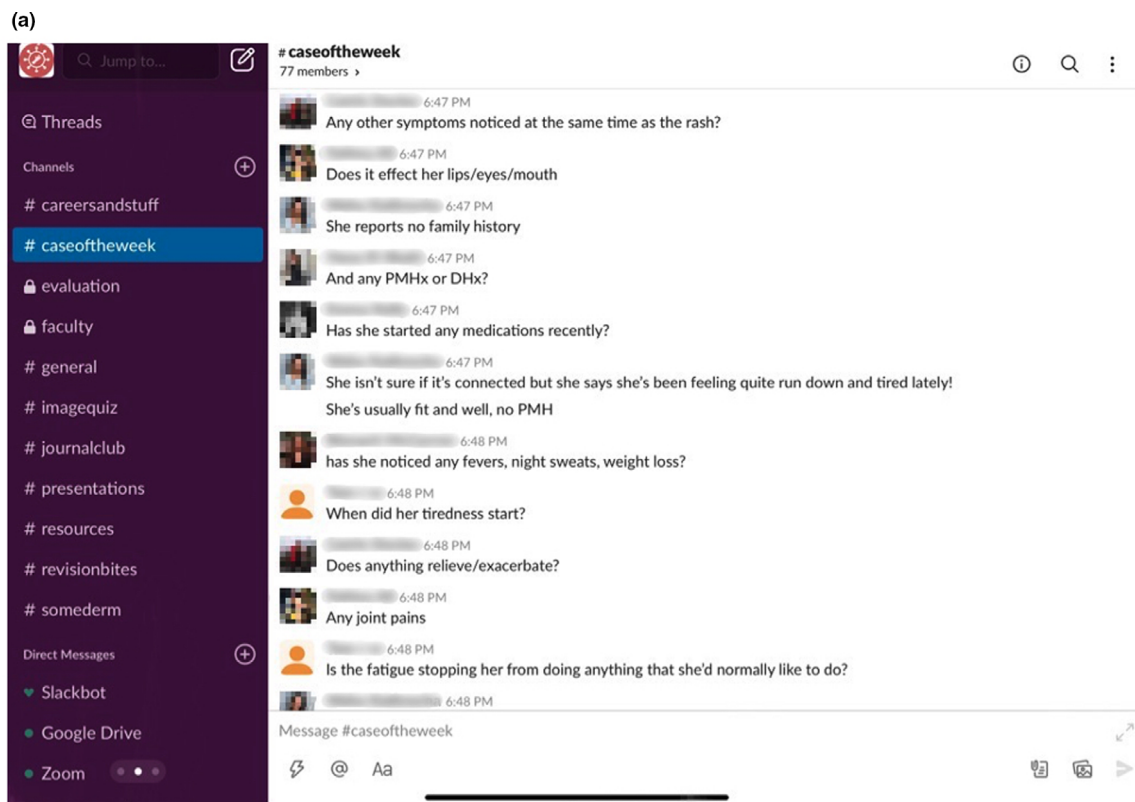 (a)
Jump to...
Threads
Channels
# careersandstuff
# caseoftheweek
evaluation
faculty
# general
# imagequiz
# journalclub
# presentations
# resources
# revisionbites
# somederm
Direct Messages
Slackbot
Google Drive
Zoom
# caseoftheweek
77 members >
6:47 PM
Any other symptoms noticed at the same time as the rash?
6:47 PM
Does it effect her lips/eyes/mouth
6:47 PM
She reports no family history
6:47 PM
And any PMHx or DHx?
6:47 PM
Has she started any medications recently?
6:47 PM
She isn't sure if it's connected but she says she's been feeling quite run down and tired lately!
She's usually fit and well, no PMH
6:48 PM
has she noticed any fevers, night sweats, weight loss?
6:48 PM
When did her tiredness start?
6:48 PM
Does anything relieve/exacerbate?
6:48 PM
Any joint pains
6:48 PM
Is the fatigue stopping her from doing anything that she'd normally like to do?
6:48 PM
Message #caseoftheweek
@ Aa